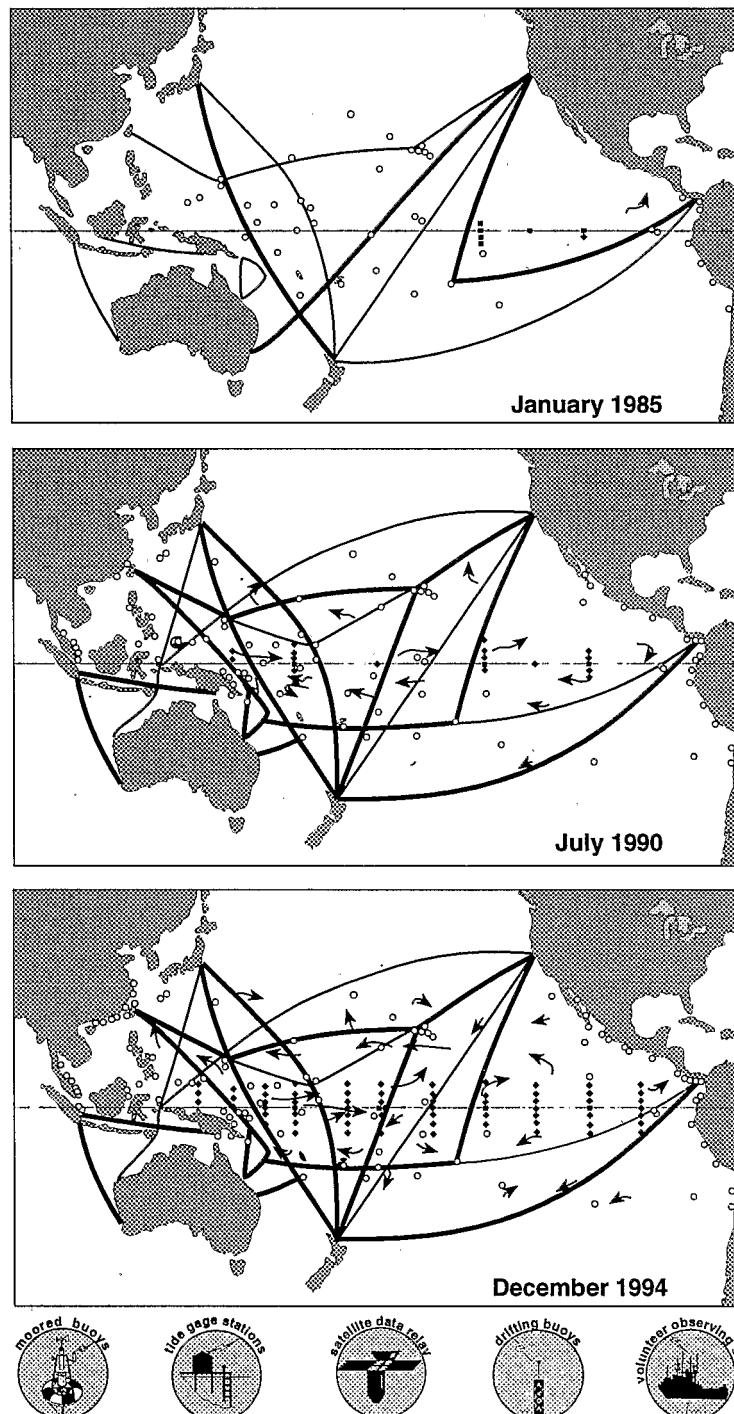 January 1985
July 1990
December 1994
moored buoys
tide gage stations
satellite data relay
drifting buoys
volunteer observing